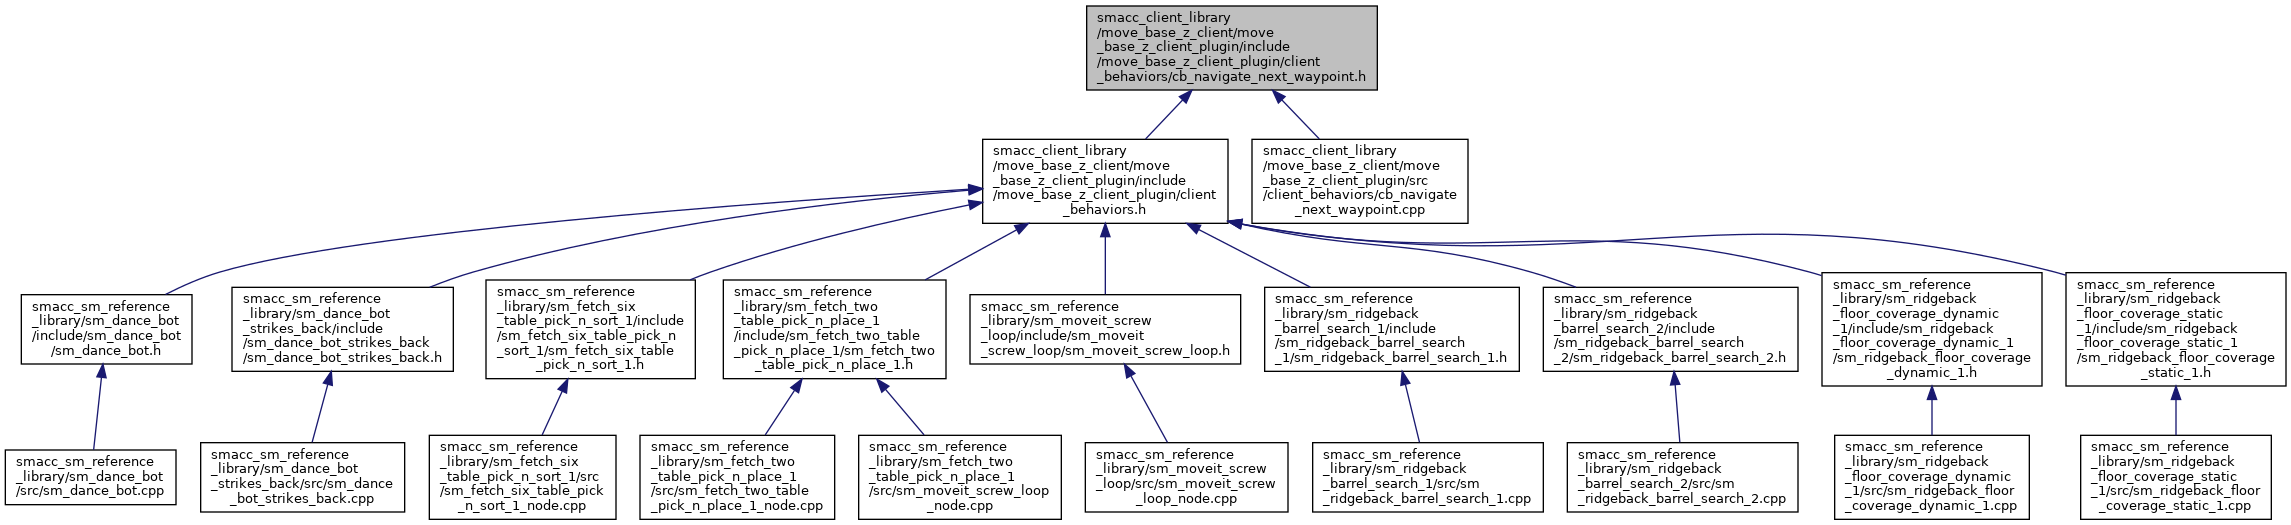 smacc_client_library
/move_base_z_client/move
_base_z_client_plugin/include
/move_base_z_client_plugin/client
_behaviors/cb_navigate_next_waypoint.h
smacc_client_library
/move_base_z_client/move
_base_z_client_plugin/include
/move_base_z_client_plugin/client
_behaviors.h
smacc_client_library
/move_base_z_client/move
_base_z_client_plugin/src
/client_behaviors/cb_navigate
_next_waypoint.cpp
smacc_sm_reference
_library/sm_dance_bot
/include/sm_dance_bot
/sm_dance_bot.h
smacc_sm_reference
_library/sm_dance_bot
_strikes_back/include
/sm_dance_bot_strikes_back
/sm_dance_bot_strikes_back.h
smacc_sm_reference
_library/sm_fetch_six
_table_pick_n_sort_1/include
/sm_fetch_six_table_pick_n
_sort_1/sm_fetch_six_table
_pick_n_sort_1.h
smacc_sm_reference
_library/sm_fetch_two
_table_pick_n_place_1
/include/sm_fetch_two_table
_pick_n_place_1/sm_fetch_two
_table_pick_n_place_1.h
smacc_sm_reference
_library/sm_moveit_screw
_loop/include/sm_moveit
_screw_loop/sm_moveit_screw_loop.h
smacc_sm_reference
_library/sm_ridgeback
_barrel_search_1/include
/sm_ridgeback_barrel_search
_1/sm_ridgeback_barrel_search_1.h
smacc_sm_reference
_library/sm_ridgeback
_barrel_search_2/include
/sm_ridgeback_barrel_search
_2/sm_ridgeback_barrel_search_2.h
smacc_sm_reference
_library/sm_ridgeback
_floor_coverage_dynamic
_1/include/sm_ridgeback
_floor_coverage_dynamic_1
/sm_ridgeback_floor_coverage
_dynamic_1.h
smacc_sm_reference
_library/sm_ridgeback
_floor_coverage_static
_1/include/sm_ridgeback
_floor_coverage_static_1
/sm_ridgeback_floor_coverage
_static_1.h
smacc_sm_reference
_library/sm_dance_bot
/src/sm_dance_bot.cpp
smacc_sm_reference
_library/sm_dance_bot
_strikes_back/src/sm_dance
_bot_strikes_back.cpp
smacc_sm_reference
_library/sm_fetch_six
_table_pick_n_sort_1/src
/sm_fetch_six_table_pick
_n_sort_1_node.cpp
smacc_sm_reference
_library/sm_fetch_two
_table_pick_n_place_1
/src/sm_fetch_two_table
_pick_n_place_1_node.cpp
smacc_sm_reference
_library/sm_fetch_two
_table_pick_n_place_1
/src/sm_moveit_screw_loop
_node.cpp
smacc_sm_reference
_library/sm_moveit_screw
_loop/src/sm_moveit_screw
_loop_node.cpp
smacc_sm_reference
_library/sm_ridgeback
_barrel_search_1/src/sm
_ridgeback_barrel_search_1.cpp
smacc_sm_reference
_library/sm_ridgeback
_barrel_search_2/src/sm
_ridgeback_barrel_search_2.cpp
smacc_sm_reference
_library/sm_ridgeback
_floor_coverage_dynamic
_1/src/sm_ridgeback_floor
_coverage_dynamic_1.cpp
smacc_sm_reference
_library/sm_ridgeback
_floor_coverage_static
_1/src/sm_ridgeback_floor
_coverage_static_1.cpp